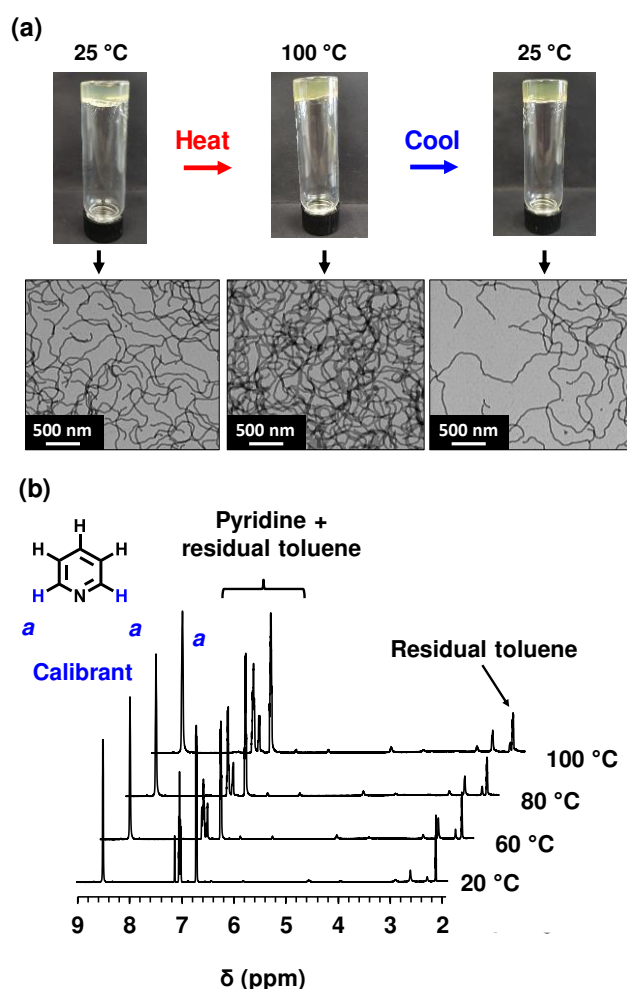 (a)
25 °C
100 °C
25 °C
Heat
Cool
500 nm
500 nm
500 nm
(b)
Pyridine +
residual toluene
H
H
H
H
N
H
a
a
a
Calibrant
Residual toluene
100 °C
80 °C
60 °C
20 °C
9
8
7
6
5
4
3
2
δ (ppm)